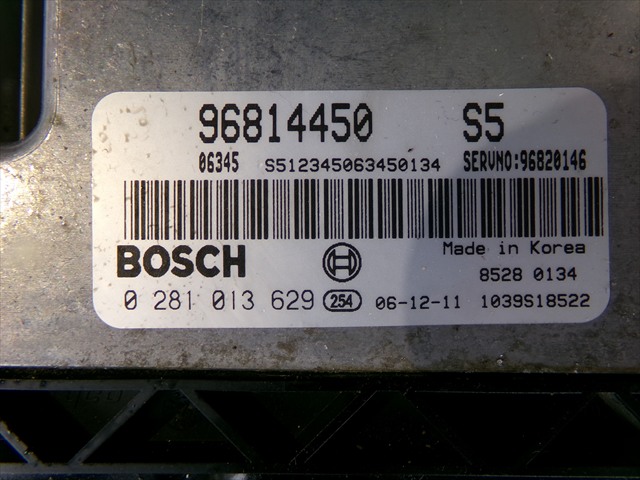 96814450 S5
06345 S512345063450134 SERVNO:96820146
BOSCH Made in Korea
8528 0134
0 281 013 629 254 06-12-11 1039S18522